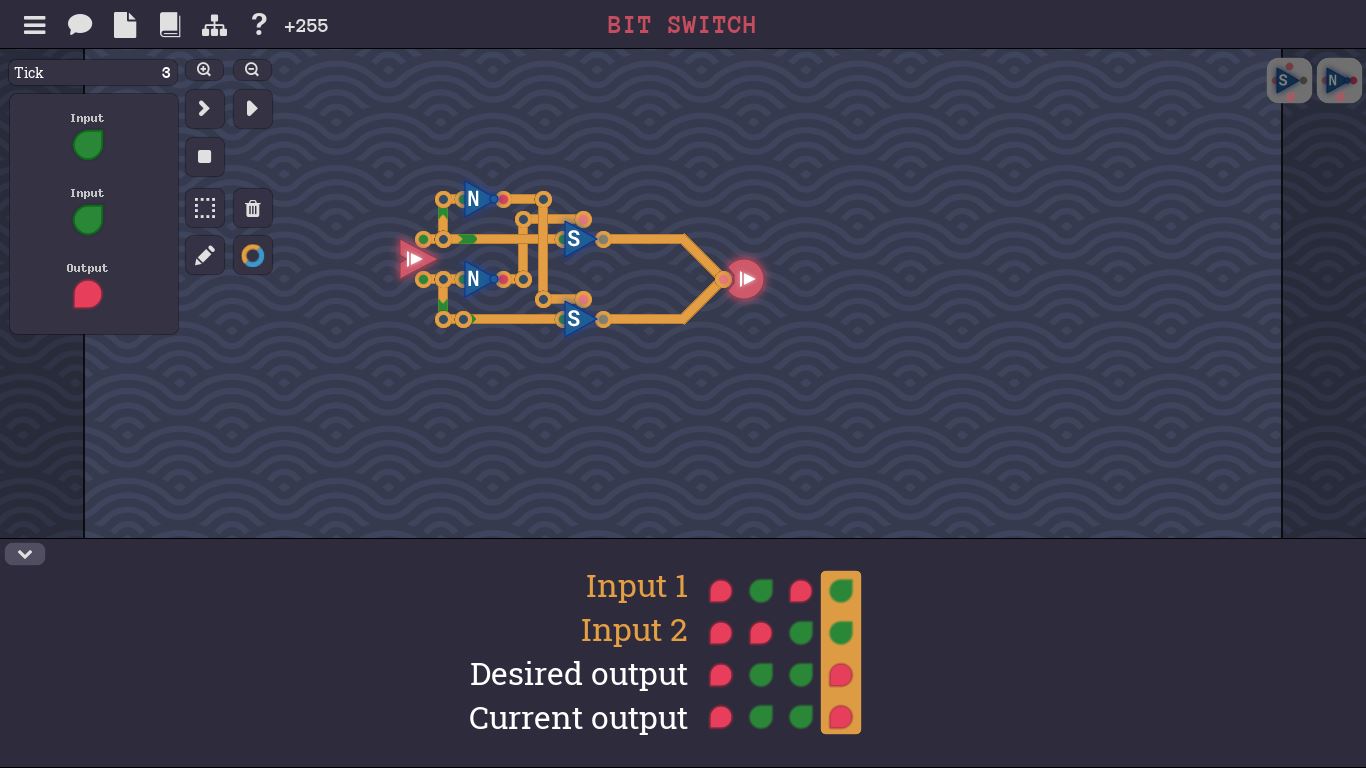 +255
BIT SWITCH
Tick 3
Input
Input
Output
S
N
N
S
N
S
Input 1
Input 2
Desired output
Current output